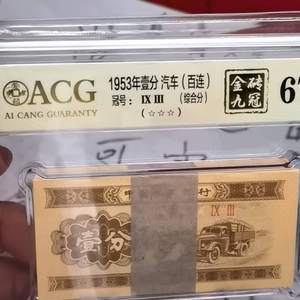 ACG
AI CANG GUARANTY
1953年壹分 汽车(百连)
冠号: IX III (综合分)
(☆☆☆)
金砖
九冠
67
IX III
壹分